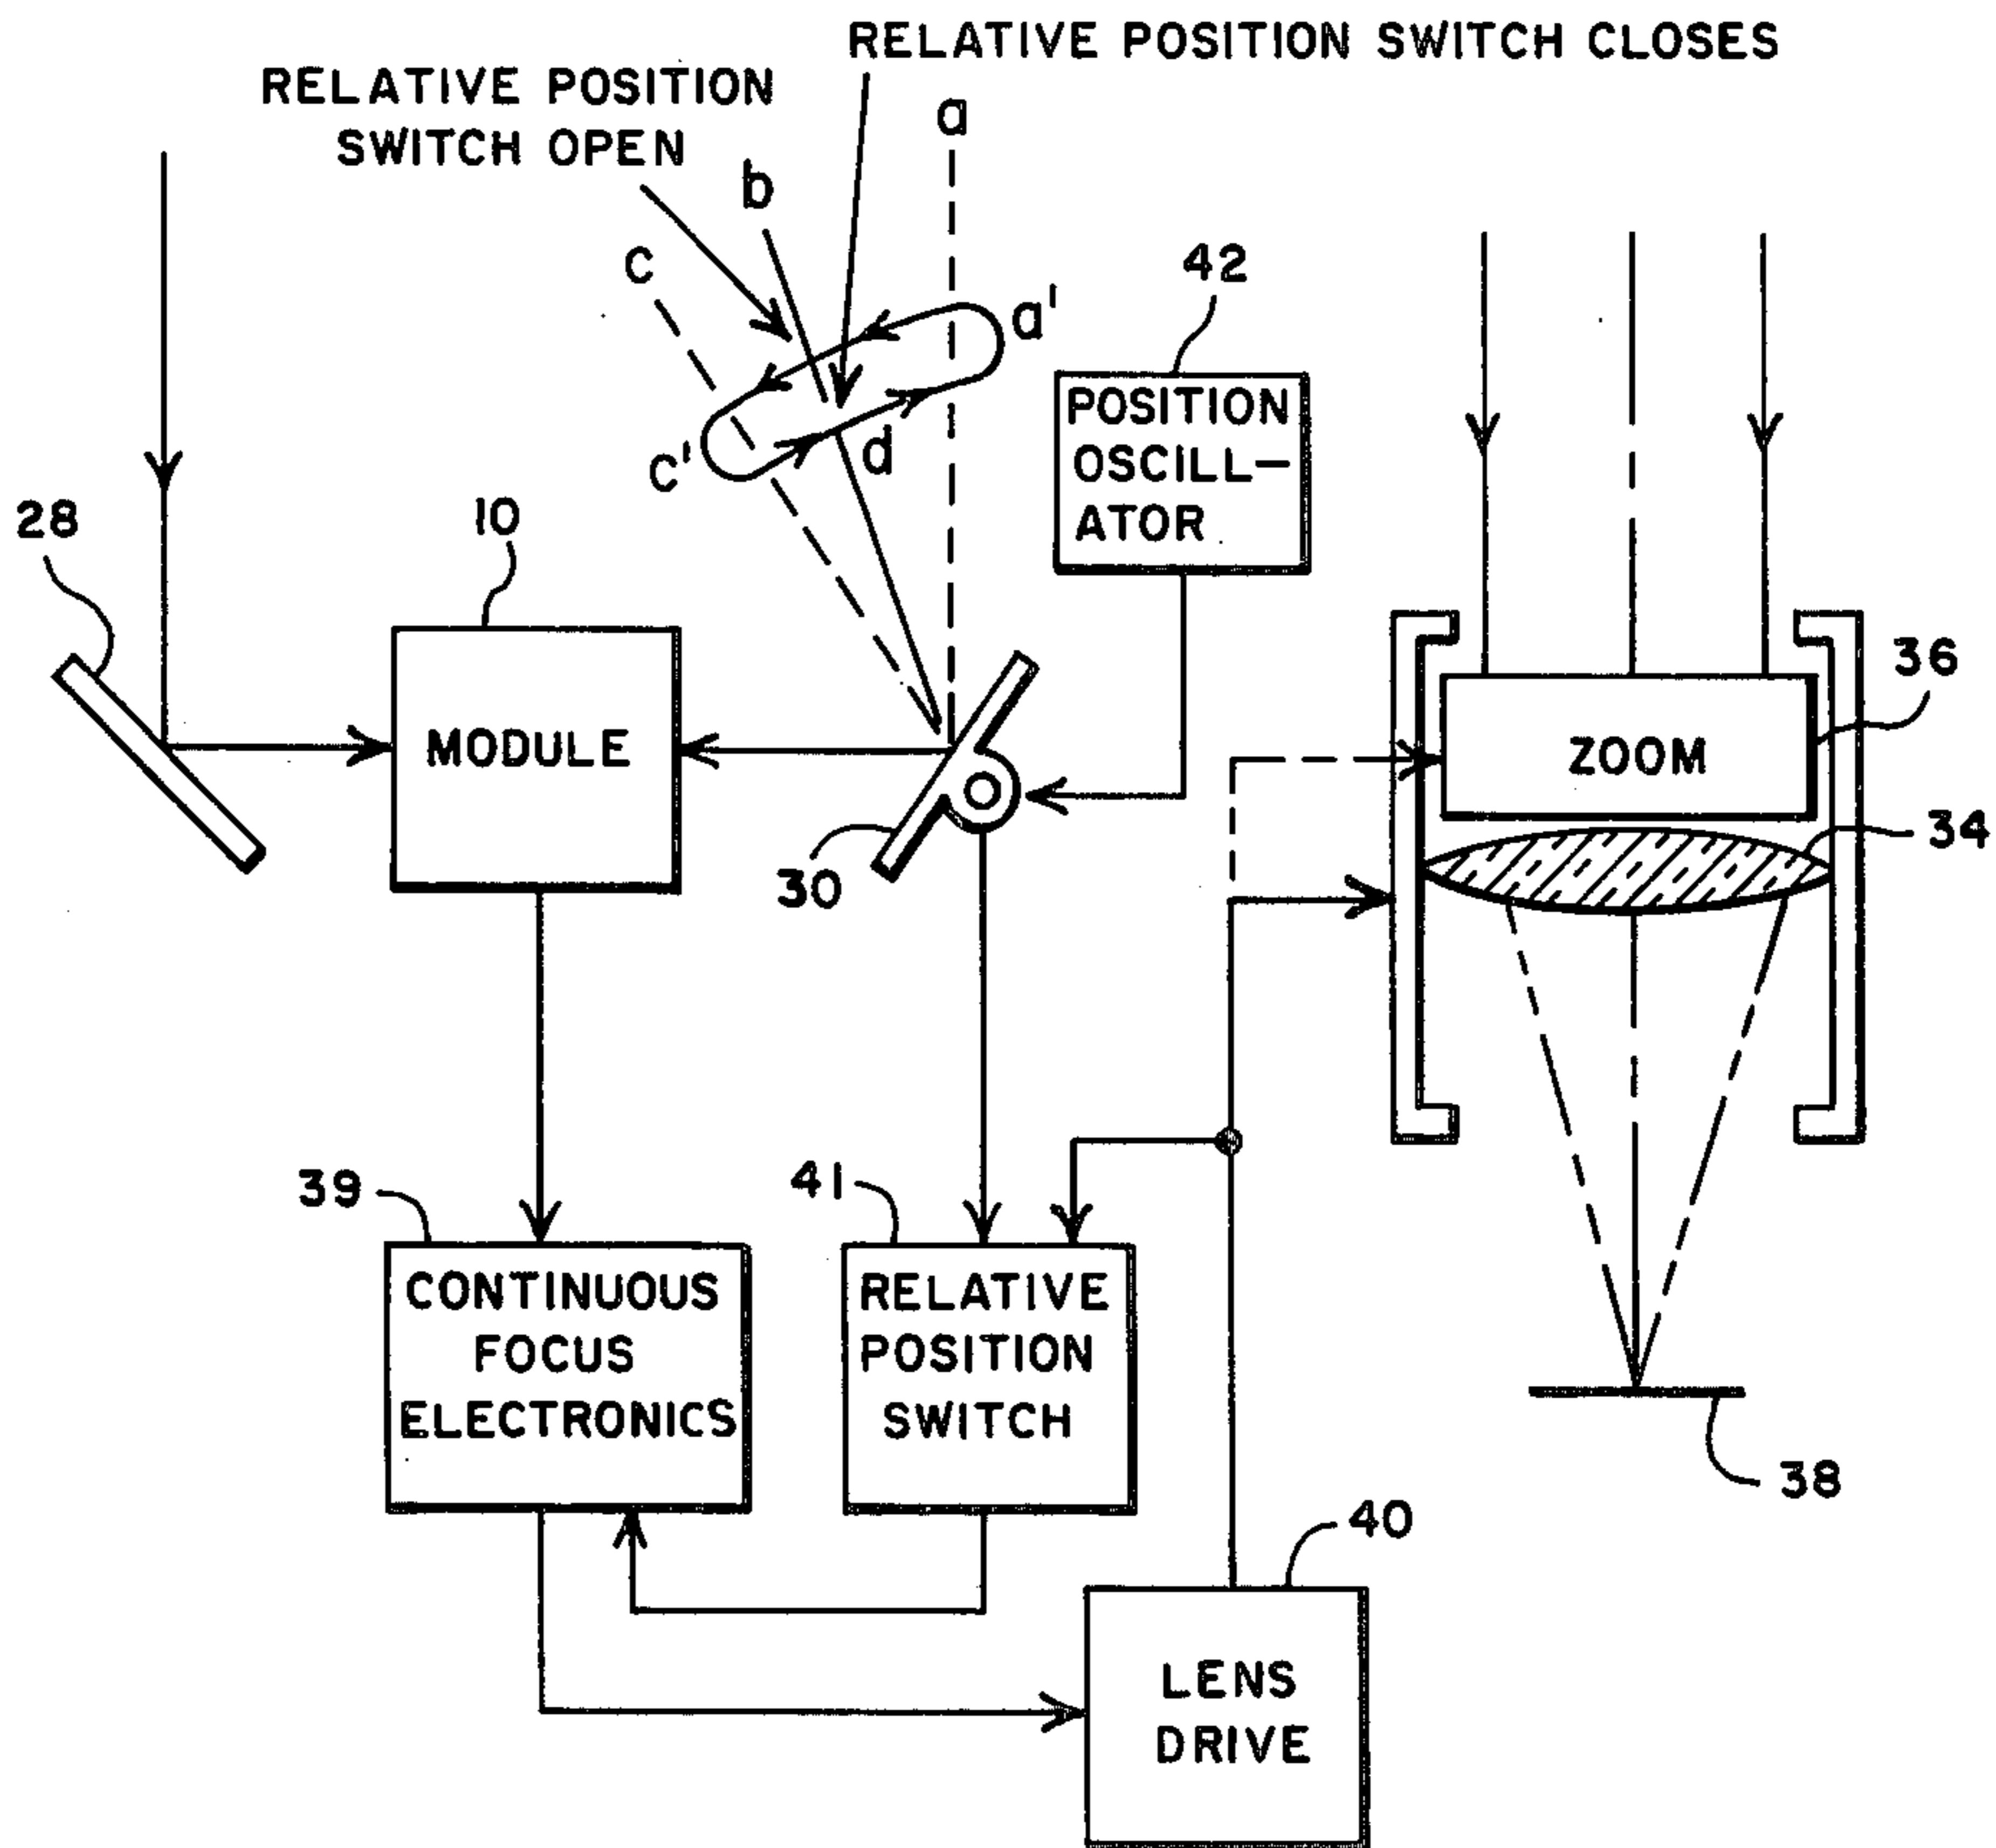 RELATIVE POSITION SWITCH CLOSES
RELATIVE POSITION
SWITCH OPEN
a
b
c
a'
c'
d
42
POSITION
OSCILL-
ATOR
28
10
MODULE
30
36
ZOOM
34
39
CONTINUOUS
FOCUS
ELECTRONICS
41
RELATIVE
POSITION
SWITCH
38
40
LENS
DRIVE